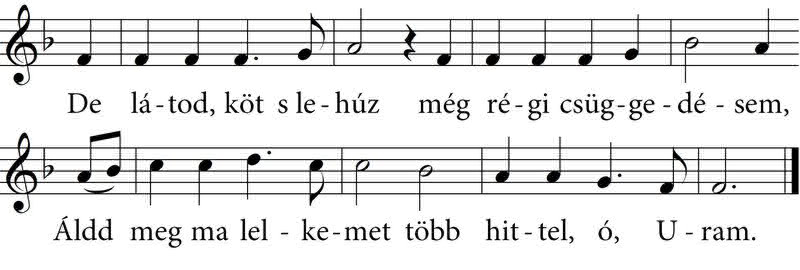 De lá-tod, köt s le-húz még ré-gi csüg-ge-dé-sem,
Áldd meg ma lel-ke-met több hit-tel, ó, U-ram.